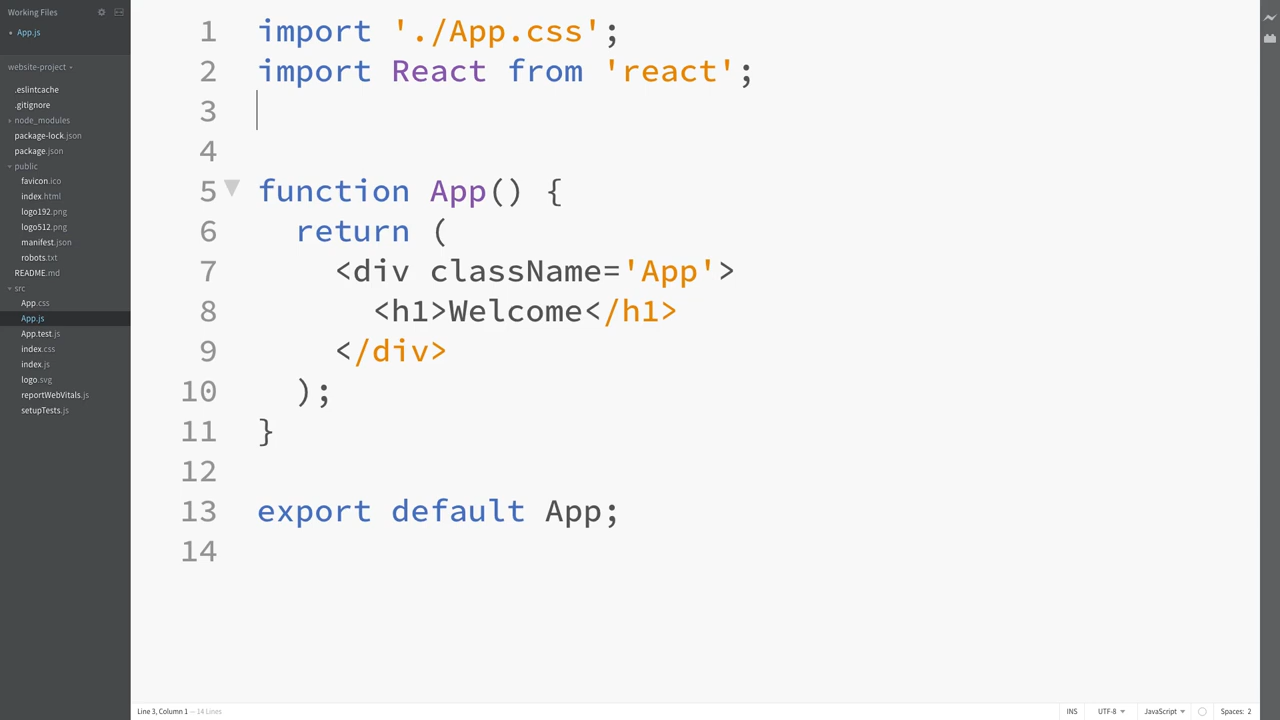 Working Files
• App.js
website-project
.eslintcache
.gitignore
node_modules
package-lock.json
package.json
public
favicon.ico
index.html
logo192.png
logo512.png
manifest.json
robots.txt
README.md
src
App.css
App.js
App.test.js
index.css
index.js
logo.svg
reportWebVitals.js
setupTests.js
1 import './App.css';
2 import React from 'react';
3
4
5 function App() {
6   return (
7     <div className='App'>
8       <h1>Welcome</h1>
9     </div>
10   );
11 }
12
13 export default App;
14
Line 3, Column 1 — 14 Lines
INS UTF-8 JavaScript Spaces: 2